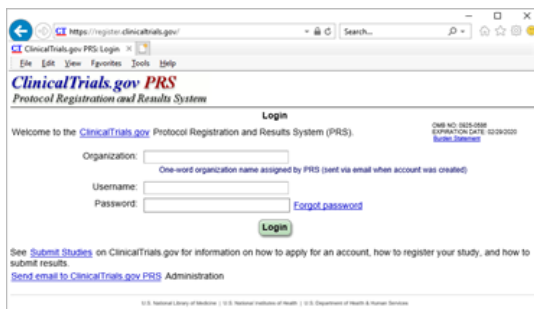 https://register.clinicaltrials.gov/
Search...
CT ClinicalTrials.gov PRS: Login
File Edit View Favorites Tools Help
ClinicalTrials.gov PRS
Protocol Registration and Results System
Login
Welcome to the ClinicalTrials.gov Protocol Registration and Results System (PRS).
OMB NO: 0925-0586
EXPIRATION DATE: 02/29/2020
Burden Statement
Organization:
One-word organization name assigned by PRS (sent via email when account was created)
Username:
Password:
Forgot password
Login
See Submit Studies on ClinicalTrials.gov for information on how to apply for an account, how to register your study, and how to
submit results.
Send email to ClinicalTrials.gov PRS Administration
U.S. National Library of Medicine | U.S. National Institutes of Health | U.S. Department of Health & Human Services